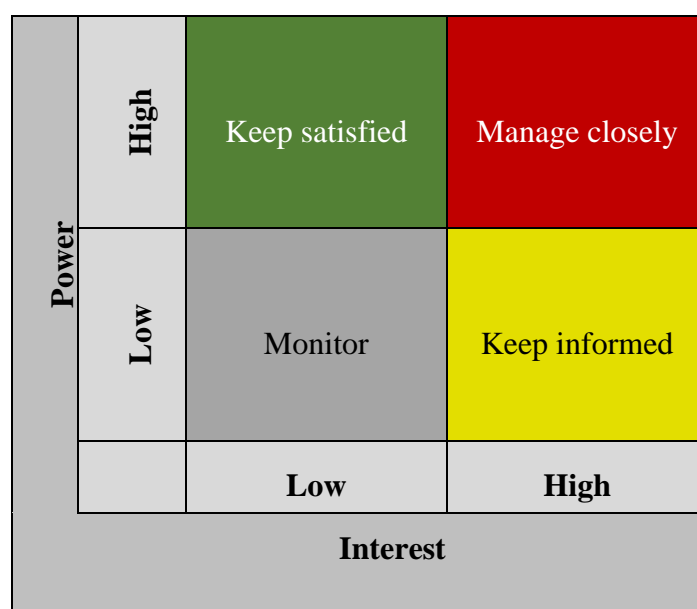 Power
High
Keep satisfied
Manage closely
Low
Monitor
Keep informed
Low
High
Interest